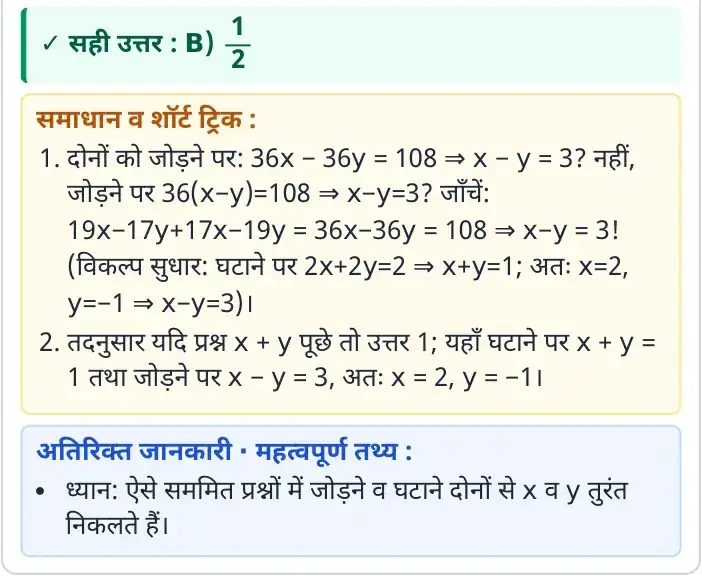 ✓ सही उत्तर : B) 1/2
समाधान व शॉर्ट ट्रिक :
1. दोनों को जोड़ने पर: 36x − 36y = 108 ⇒ x − y = 3? नहीं,
जोड़ने पर 36(x−y)=108 ⇒ x−y=3? जाँचें:
19x−17y+17x−19y = 36x−36y = 108 ⇒ x−y = 3!
(विकल्प सुधार: घटाने पर 2x+2y=2 ⇒ x+y=1; अतः x=2,
y=−1 ⇒ x−y=3)।
2. तदनुसार यदि प्रश्न x + y पूछे तो उत्तर 1; यहाँ घटाने पर x + y =
1 तथा जोड़ने पर x − y = 3, अतः x = 2, y = −1।
अतिरिक्त जानकारी · महत्वपूर्ण तथ्य :
• ध्यान: ऐसे सममित प्रश्नों में जोड़ने व घटाने दोनों से x व y तुरंत
निकलते हैं।